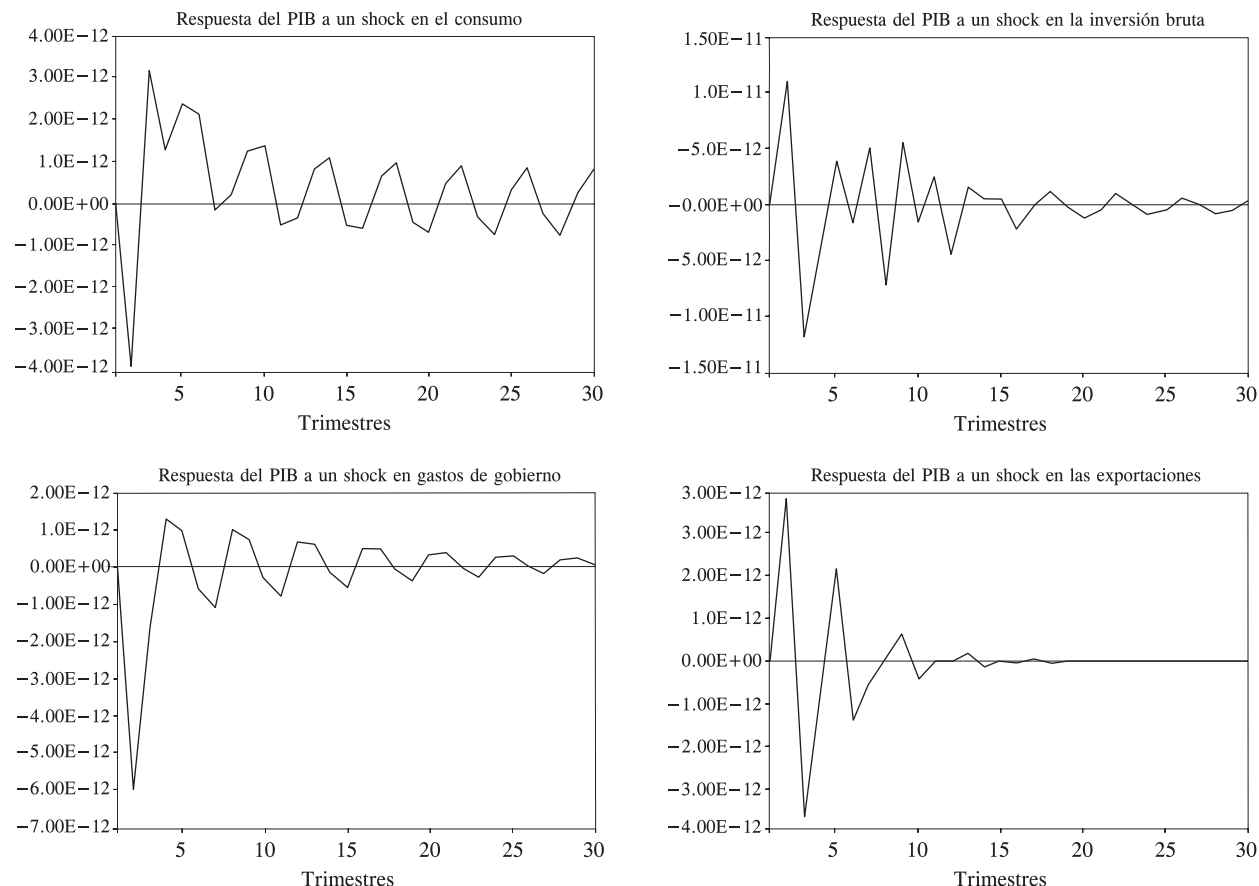 Respuesta del PIB a un shock en el consumo
4.00E−12
3.00E−12
2.00E−12
1.0E−12
0.00E+00
−1.00E−12
−2.00E−12
−3.00E−12
−4.00E−12
5 10 15 20 25 30
Trimestres
Respuesta del PIB a un shock en la inversión bruta
1.50E−11
1.0E−11
−5.00E−12
−0.00E+00
−5.00E−12
−1.00E−11
−1.50E−11
5 10 15 20 25 30
Trimestres
Respuesta del PIB a un shock en gastos de gobierno
2.00E−12
1.0E−12
0.00E+00
−1.00E−12
−2.00E−12
−3.00E−12
−4.00E−12
−5.00E−12
−6.00E−12
−7.00E−12
5 10 15 20 25 30
Trimestres
Respuesta del PIB a un shock en las exportaciones
3.00E−12
3.00E−12
2.00E−12
1.0E−12
0.00E+00
−1.00E−12
−2.00E−12
−3.00E−12
−4.00E−12
5 10 15 20 25 30
Trimestres